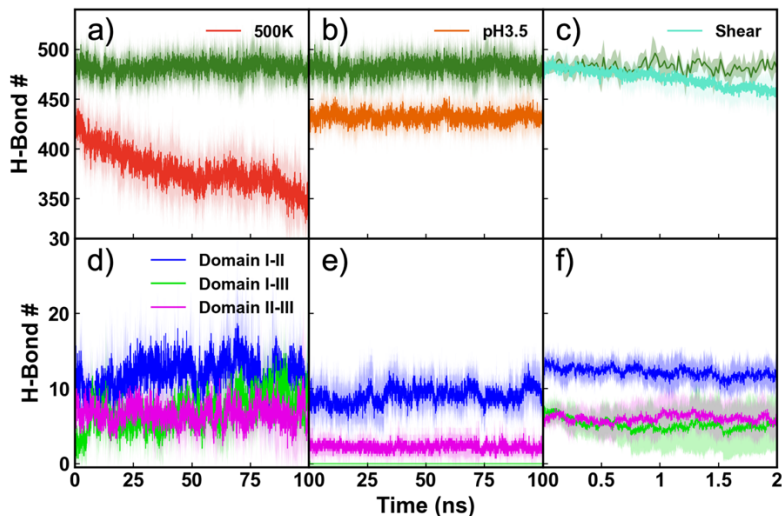 a) 500K b) pH3.5 c) Shear
500
450
H-Bond #
400
350
30
d) Domain I-II e) f)
Domain I-III
Domain II-III
20
H-Bond #
10
0
0 25 50 75 100 25 50 75 100 0.5 1 1.5 2
Time (ns)